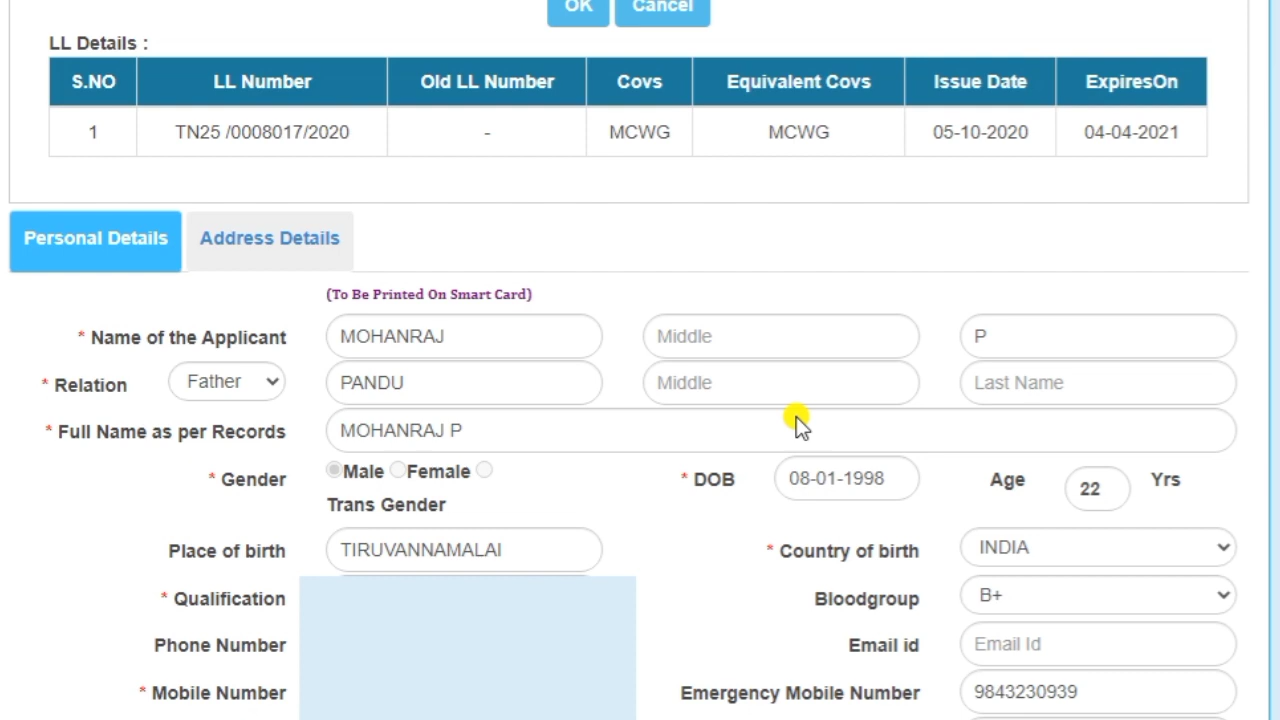 OK Cancel
LL Details :
S.NO LL Number Old LL Number Covs Equivalent Covs Issue Date ExpiresOn
1 TN25 /0008017/2020 - MCWG MCWG 05-10-2020 04-04-2021
Personal Details Address Details
(To Be Printed On Smart Card)
* Name of the Applicant MOHANRAJ Middle P
* Relation Father PANDU Middle Last Name
* Full Name as per Records MOHANRAJ P
* Gender Male Female * DOB 08-01-1998 Age 22 Yrs
Trans Gender
Place of birth TIRUVANNAMALAI * Country of birth INDIA
* Qualification Bloodgroup B+
Phone Number Email id Email Id
* Mobile Number Emergency Mobile Number 9843230939